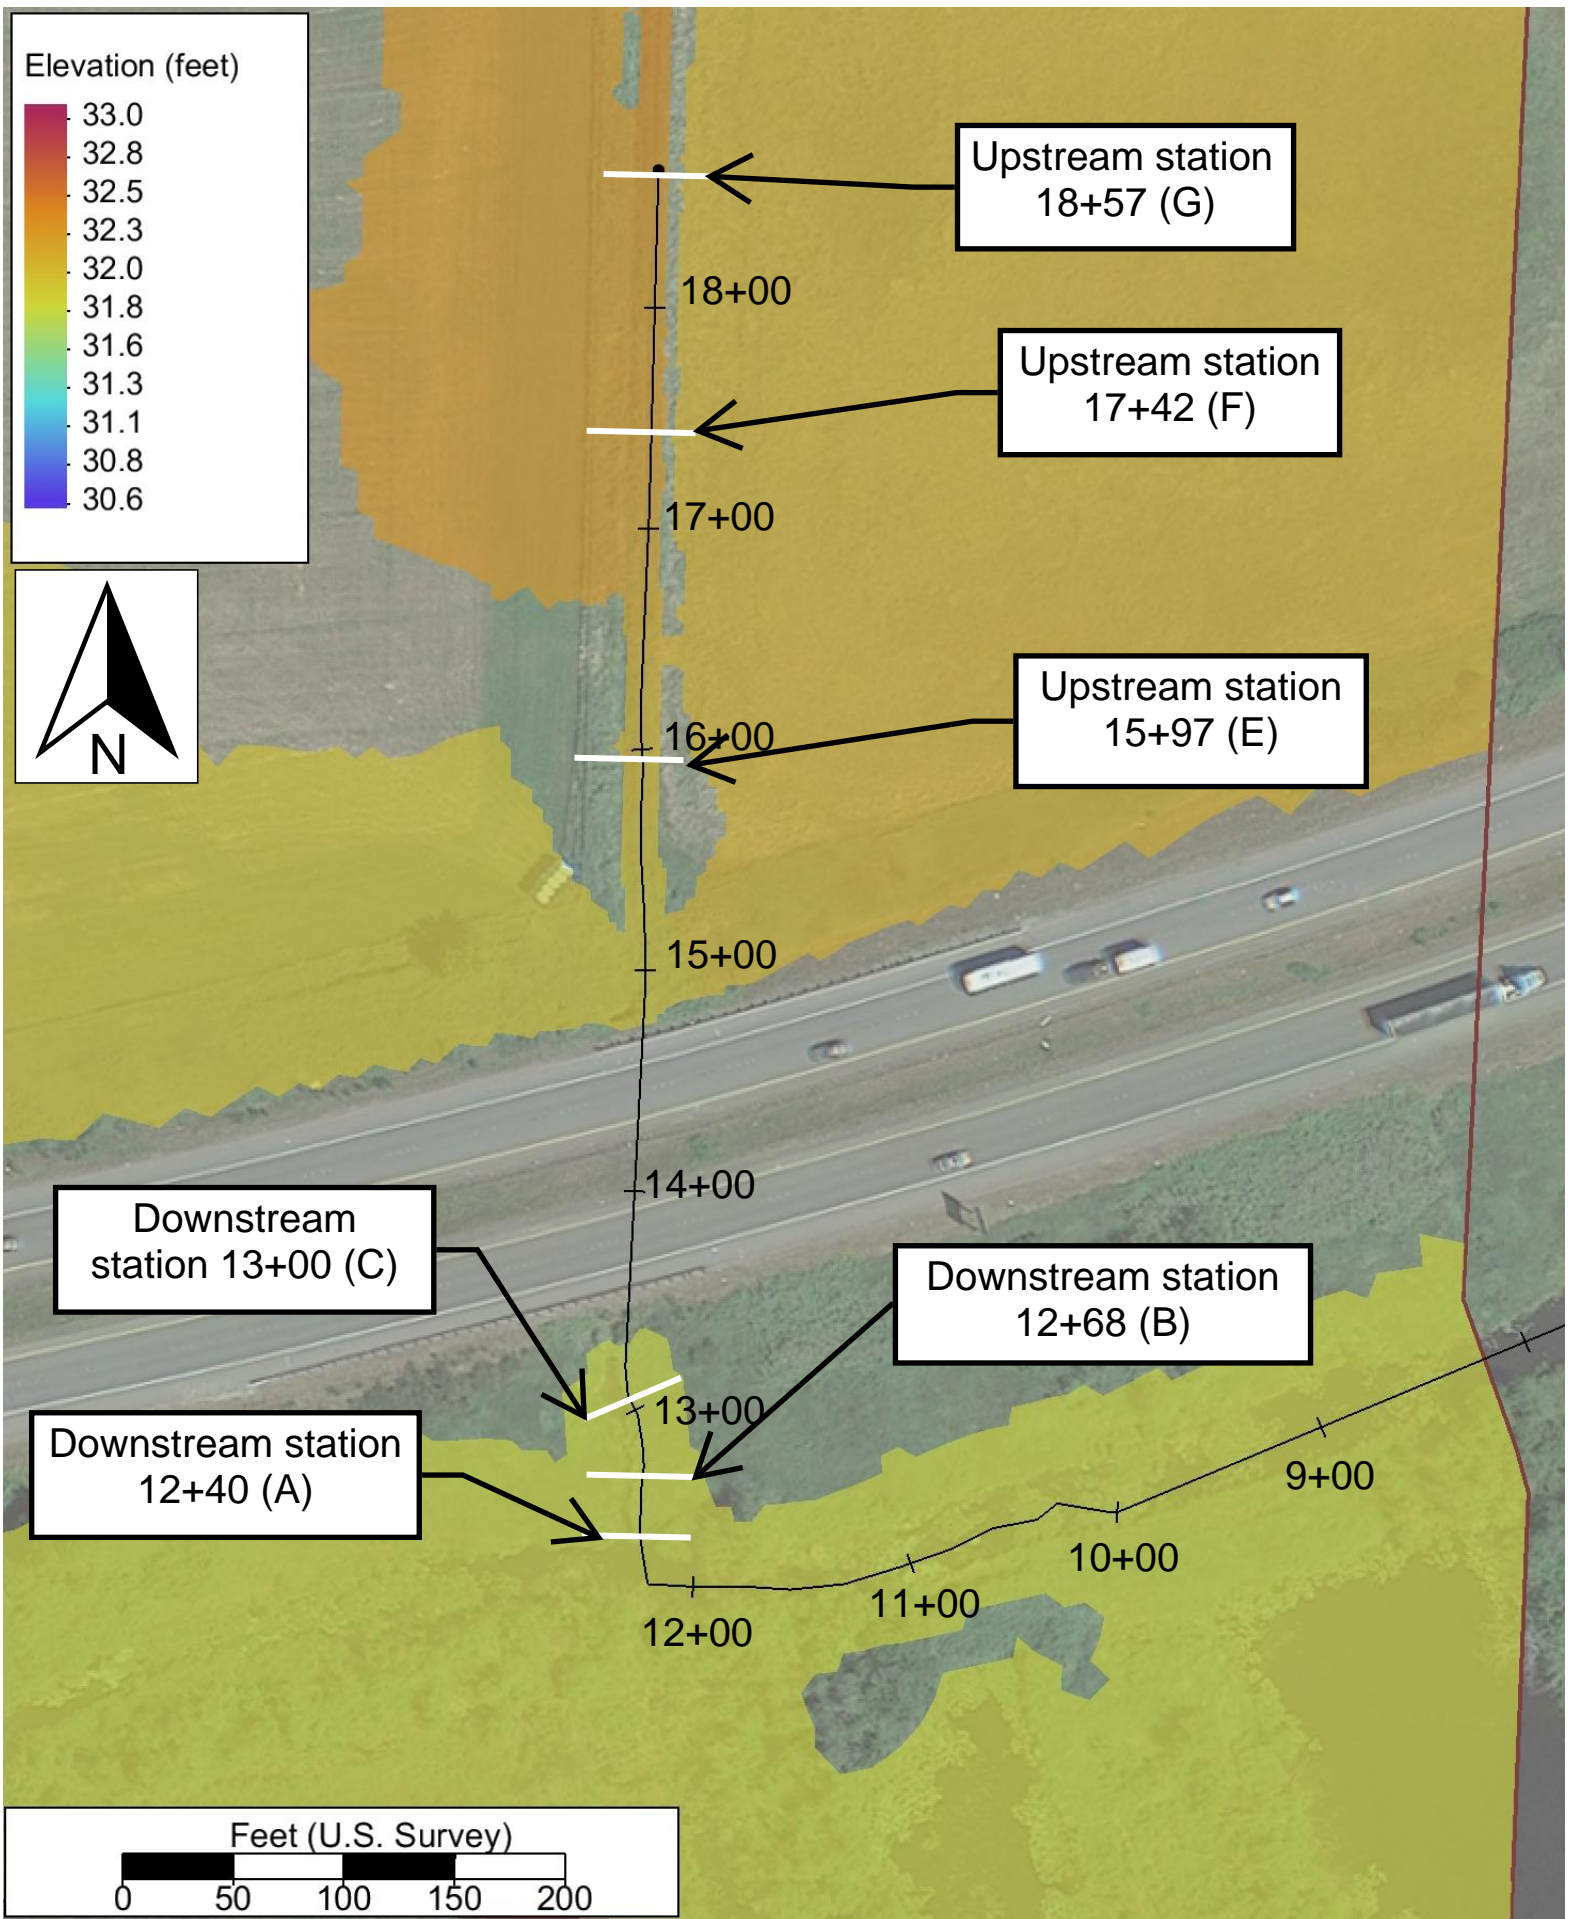 Elevation (feet)
33.0
32.8
32.5
32.3
32.0
31.8
31.6
31.3
31.1
30.8
30.6
N
Upstream station
18+57 (G)
18+00
Upstream station
17+42 (F)
17+00
Upstream station
15+97 (E)
16+00
15+00
14+00
Downstream
station 13+00 (C)
Downstream station
12+68 (B)
13+00
Downstream station
12+40 (A)
9+00
10+00
11+00
12+00
Feet (U.S. Survey)
0 50 100 150 200